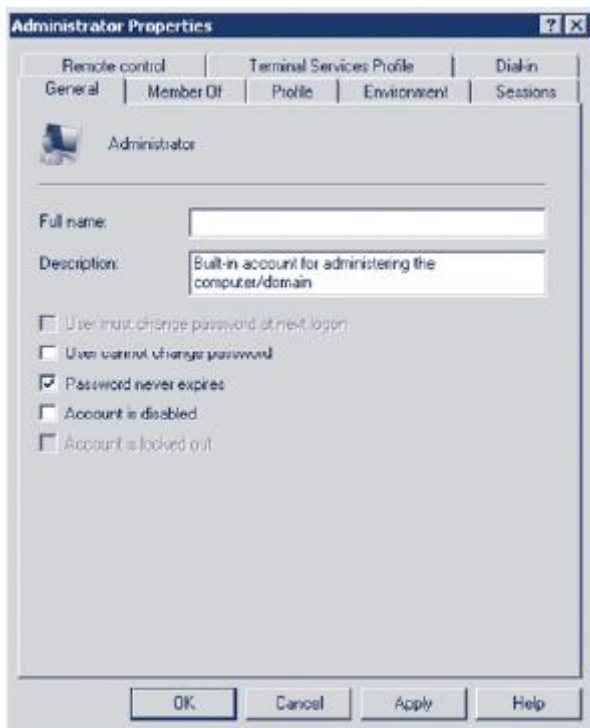 Administrator Properties
Remote control
Terminal Services Profile
Dial-in
General
Member Of
Profile
Environment
Sessions
Administrator
Full name:
Description:
Built-in account for administering the
computer/domain
User must change password at next logon
User cannot change password
Password never expires
Account is disabled
Account is locked out
OK
Cancel
Apply
Help